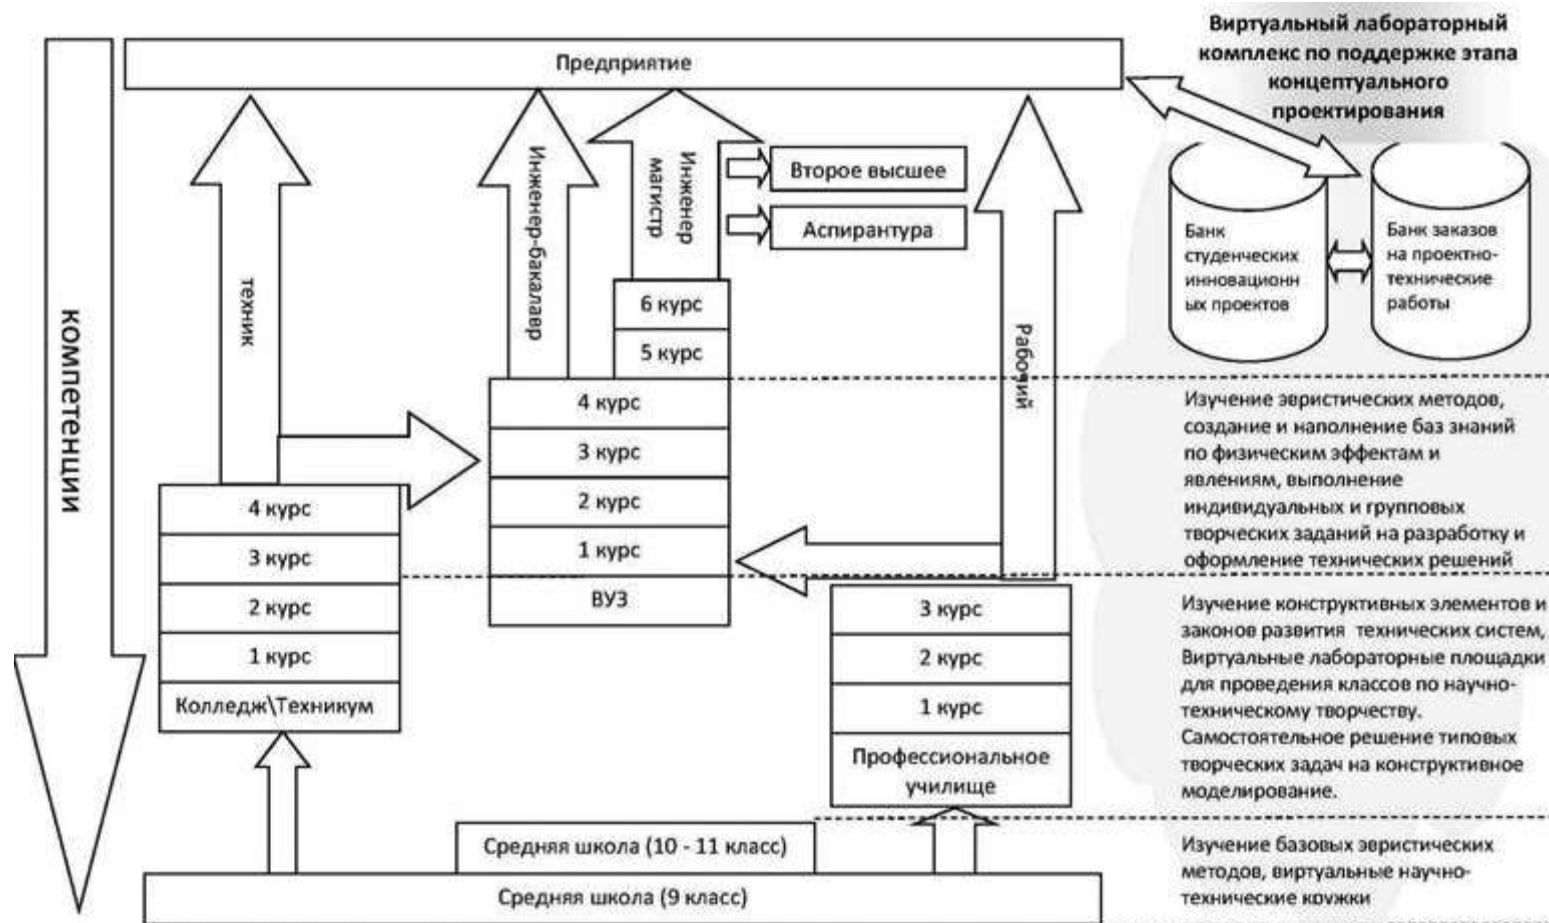 Виртуальный лабораторный
комплекс по поддержке этапа
концептуального
проектирования
Предприятие
компетенции
техник
Инженер-бакалавр
Инженер
магистр
Второе высшее
Аспирантура
Рабочий
Банк
студенческих
инновационн
ых проектов
Банк заказов
на проектно-
технические
работы
6 курс
5 курс
4 курс
3 курс
2 курс
1 курс
ВУЗ
4 курс
3 курс
2 курс
1 курс
Колледж\Техникум
3 курс
2 курс
1 курс
Профессиональное
училище
Средняя школа (10 - 11 класс)
Средняя школа (9 класс)
Изучение эвристических методов,
создание и наполнение баз знаний
по физическим эффектам и
явлениям, выполнение
индивидуальных и групповых
творческих заданий на разработку и
оформление технических решений
Изучение конструктивных элементов и
законов развития технических систем,
Виртуальные лабораторные площадки
для проведения классов по научно-
техническому творчеству.
Самостоятельное решение типовых
творческих задач на конструктивное
моделирование.
Изучение базовых эвристических
методов, виртуальные научно-
технические кружки